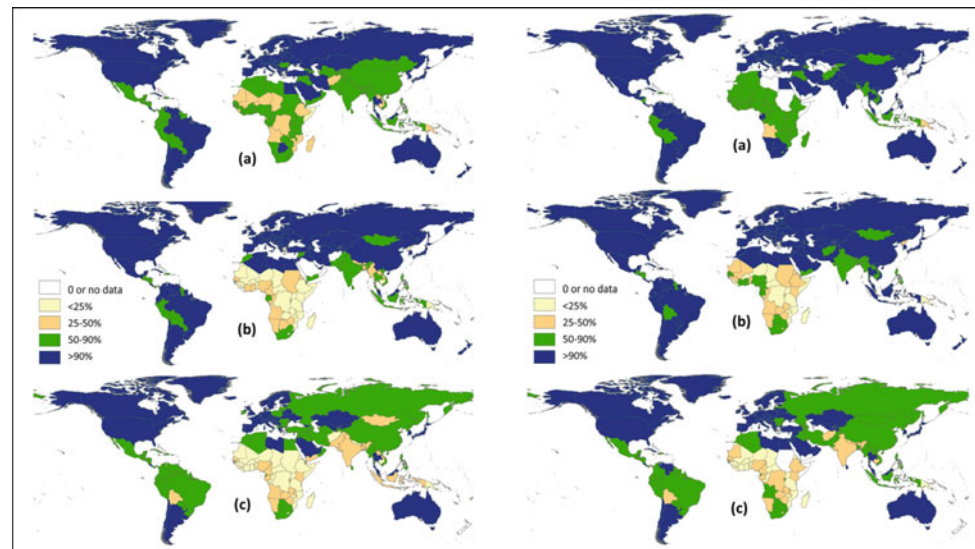 (a)
(a)
0 or no data
<25%
25-50%
50-90%
>90%
(b)
0 or no data
<25%
25-50%
50-90%
>90%
(b)
(c)
(c)